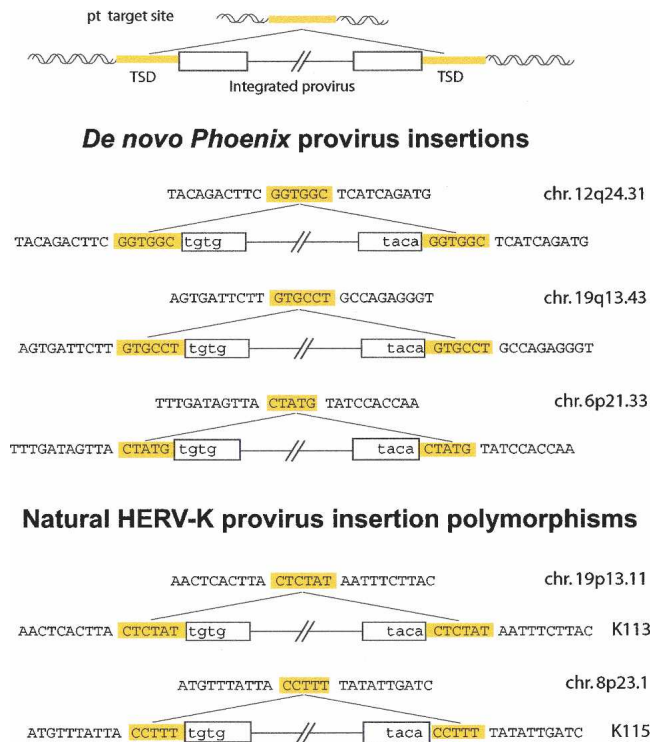 pt target site
TSD
TSD
Integrated provirus
De novo Phoenix provirus insertions
TACAGACTTC GGTGGC TCATCAGATG chr.12q24.31
TACAGACTTC GGTGGC tgtg taca GGTGGC TCATCAGATG
AGTGATTCTT GTGCCT GCCAGAGGGT chr.19q13.43
AGTGATTCTT GTGCCT tgtg taca GTGCCT GCCAGAGGGT
TTTGATAGTTA CTATG TATCCACCAA chr.6p21.33
TTTGATAGTTA CTATG tgtg taca CTATG TATCCACCAA
Natural HERV-K provirus insertion polymorphisms
AACTCACTTA CTCTAT AATTTCTTAC chr.19p13.11
AACTCACTTA CTCTAT tgtg taca CTCTAT AATTTCTTAC K113
ATGTTTATTA CCTTT TATATTGATC chr.8p23.1
ATGTTTATTA CCTTT tgtg taca CCTTT TATATTGATC K115